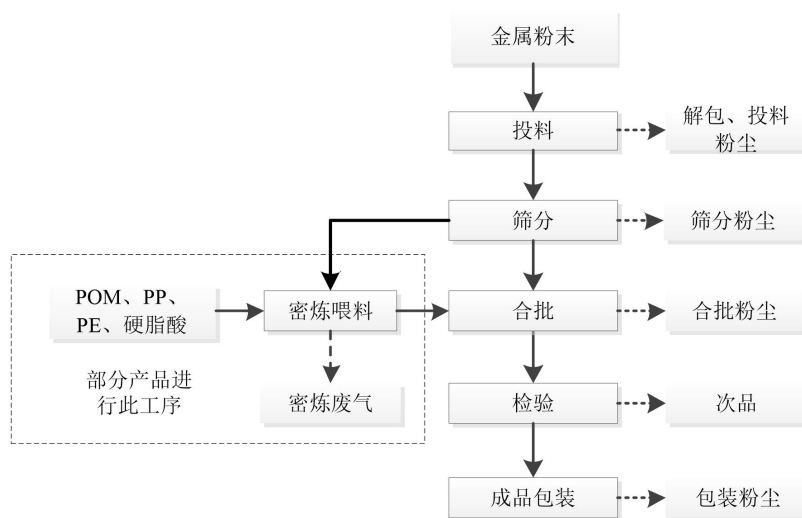 金属粉末
投料
解包、投料
粉尘
筛分
筛分粉尘
POM、PP、
PE、硬脂酸
密炼喂料
合批
合批粉尘
部分产品进
行此工序
密炼废气
检验
次品
成品包装
包装粉尘